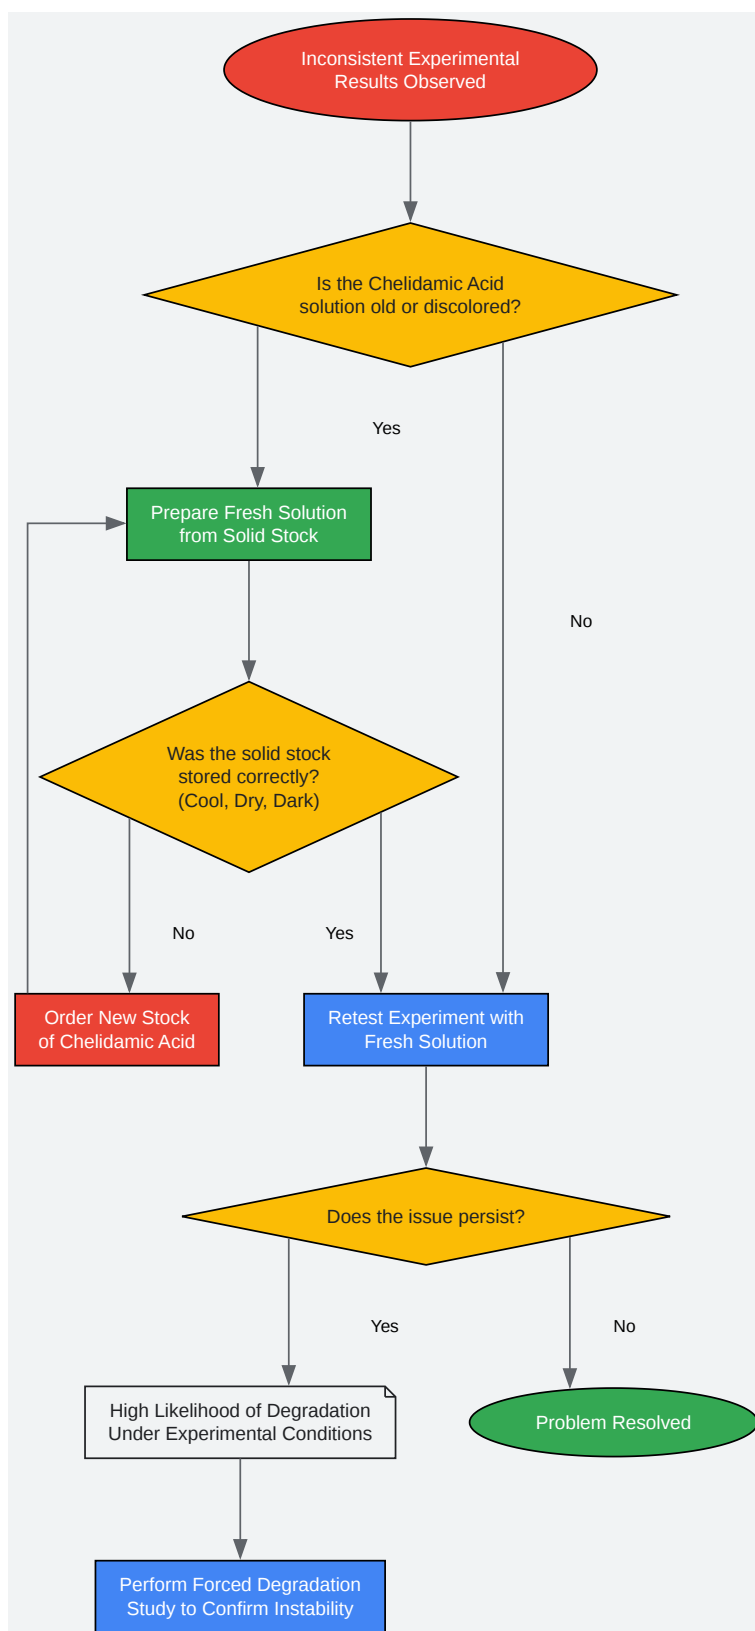 Inconsistent Experimental
Results Observed
Is the Chelidamic Acid
solution old or discolored?
Yes
Prepare Fresh Solution
from Solid Stock
No
Was the solid stock
stored correctly?
(Cool, Dry, Dark)
No
Yes
Order New Stock
of Chelidamic Acid
Retest Experiment with
Fresh Solution
Does the issue persist?
Yes
No
High Likelihood of Degradation
Under Experimental Conditions
Problem Resolved
Perform Forced Degradation
Study to Confirm Instability